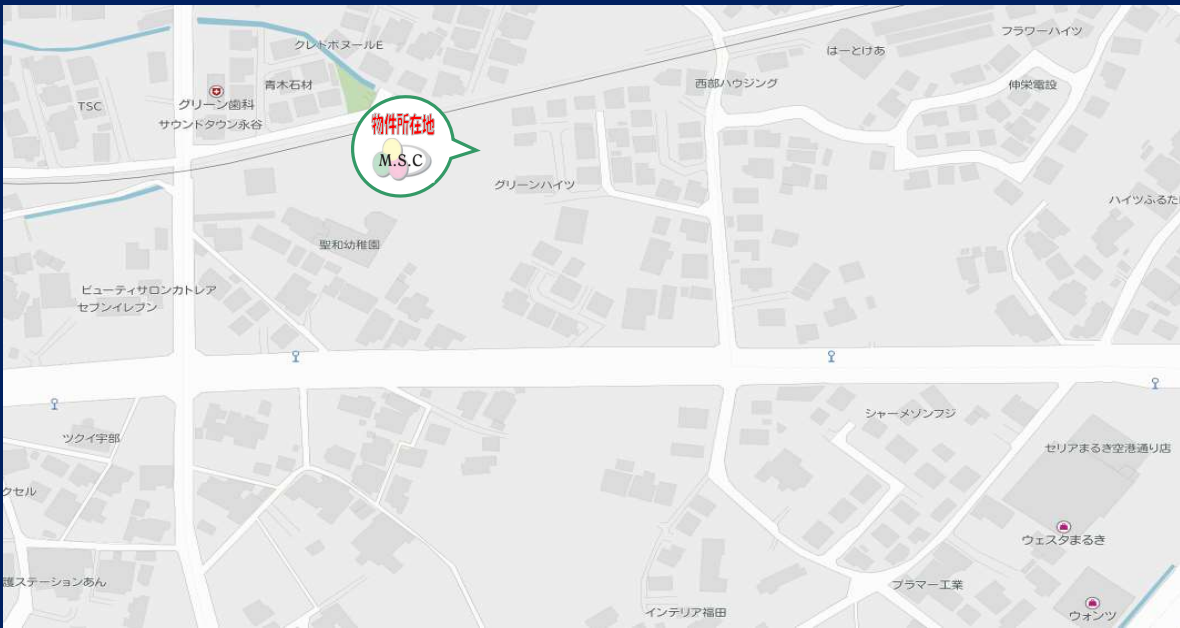 フラワーハイツ
クレドボヌールE
はーとけあ
青木石材
西部ハウジング
伸栄電設
TSC
グリーン歯科
サウンドタウン永谷
物件所在地
M.S.C
グリーンハイツ
ハイツふるた
聖和幼稚園
ビューティサロンカトレア
セブンイレブン
シャーメゾンフジ
ツクイ宇部
セリアまるき空港通り店
クセル
ウェスタまるき
護ステーションあん
プラマー工業
インテリア福田
ウォンツ